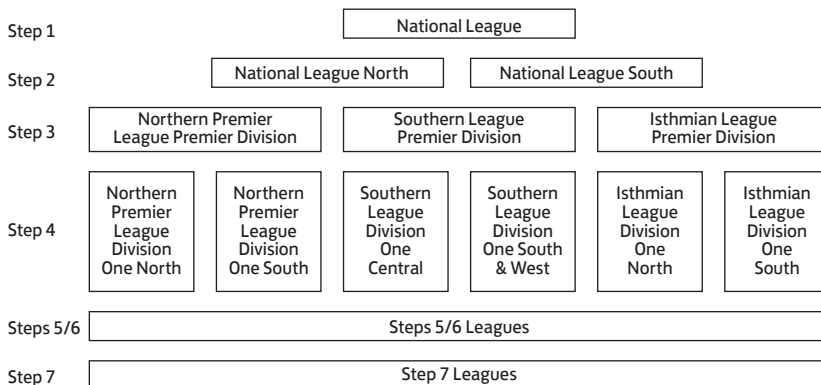 Step 1
National League
Step 2
National League North
National League South
Step 3
Northern Premier
League Premier Division
Southern League
Premier Division
Isthmian League
Premier Division
Step 4
Northern
Premier
League
Division
One North
Northern
Premier
League
Division
One South
Southern
League
Division
One
Central
Southern
League
Division
One South
& West
Isthmian
League
Division
One
North
Isthmian
League
Division
One
South
Steps 5/6
Steps 5/6 Leagues
Step 7
Step 7 Leagues